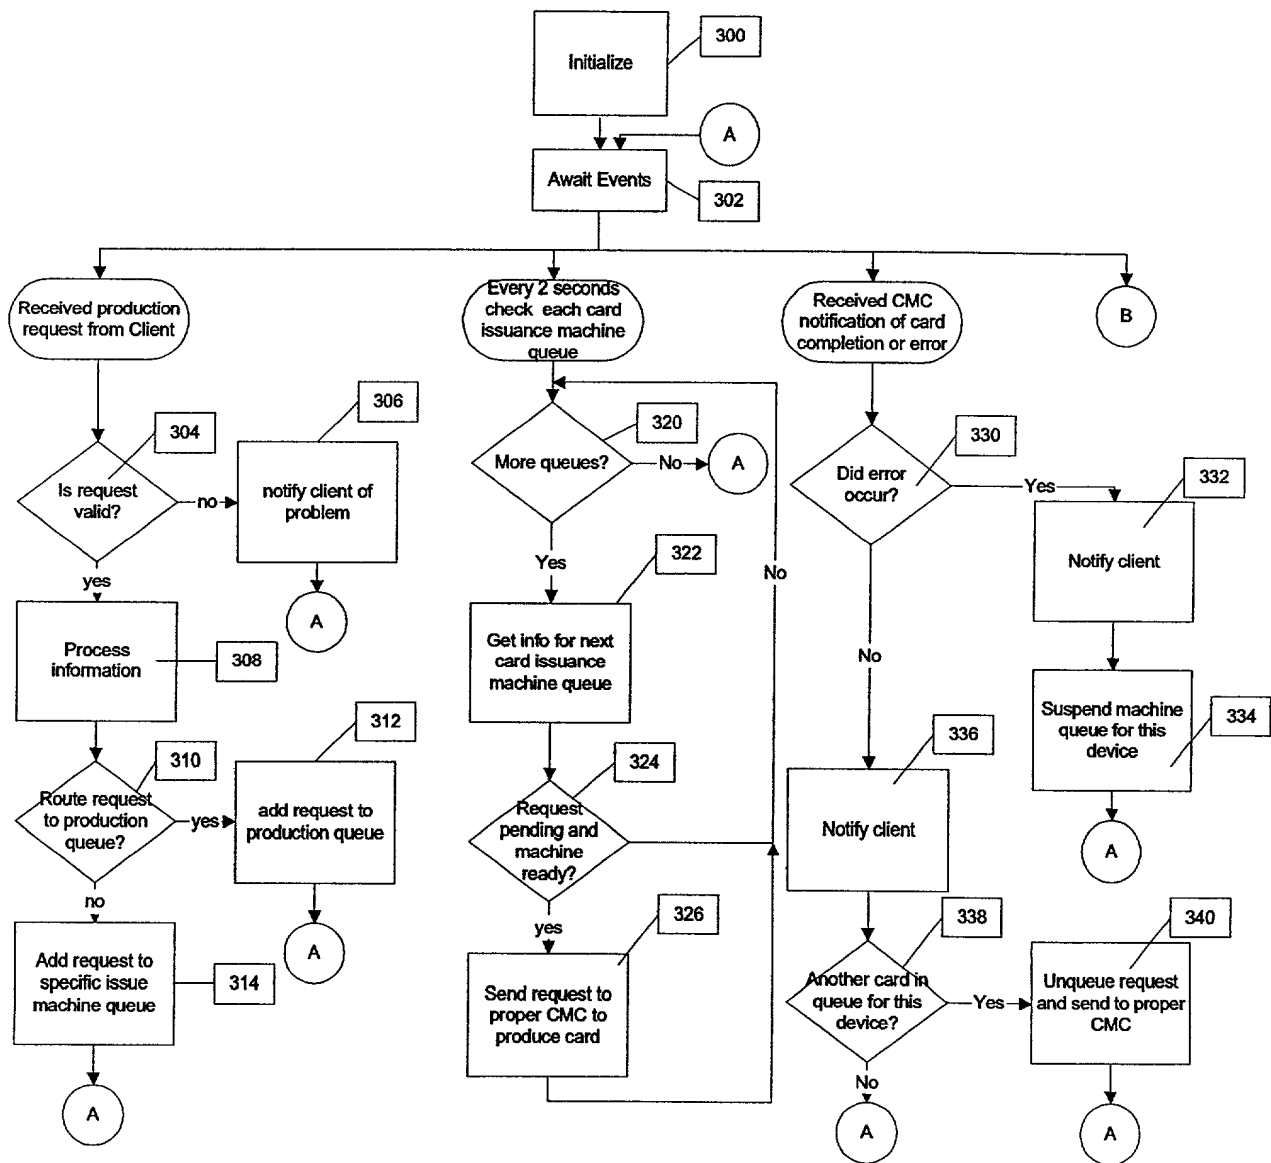 Initialize
300
A
Await Events
302
Received production
request from Client
Every 2 seconds
check each card
issuance machine
queue
Received CMC
notification of card
completion or error
B
304
Is request
valid?
no
306
notify client of
problem
A
yes
Process
information
308
310
Route request
to production
queue?
yes
312
add request to
production queue
A
no
Add request to
specific issue
machine queue
314
A
320
More queues?
No
A
Yes
322
Get info for next
card issuance
machine queue
No
324
Request
pending and
machine
ready?
yes
326
Send request to
proper CMC to
produce card
330
Did error
occur?
Yes
332
Notify client
Suspend machine
queue for this
device
334
A
No
336
Notify client
338
Another card in
queue for this
device?
Yes
340
Unqueue request
and send to proper
CMC
A
No
A